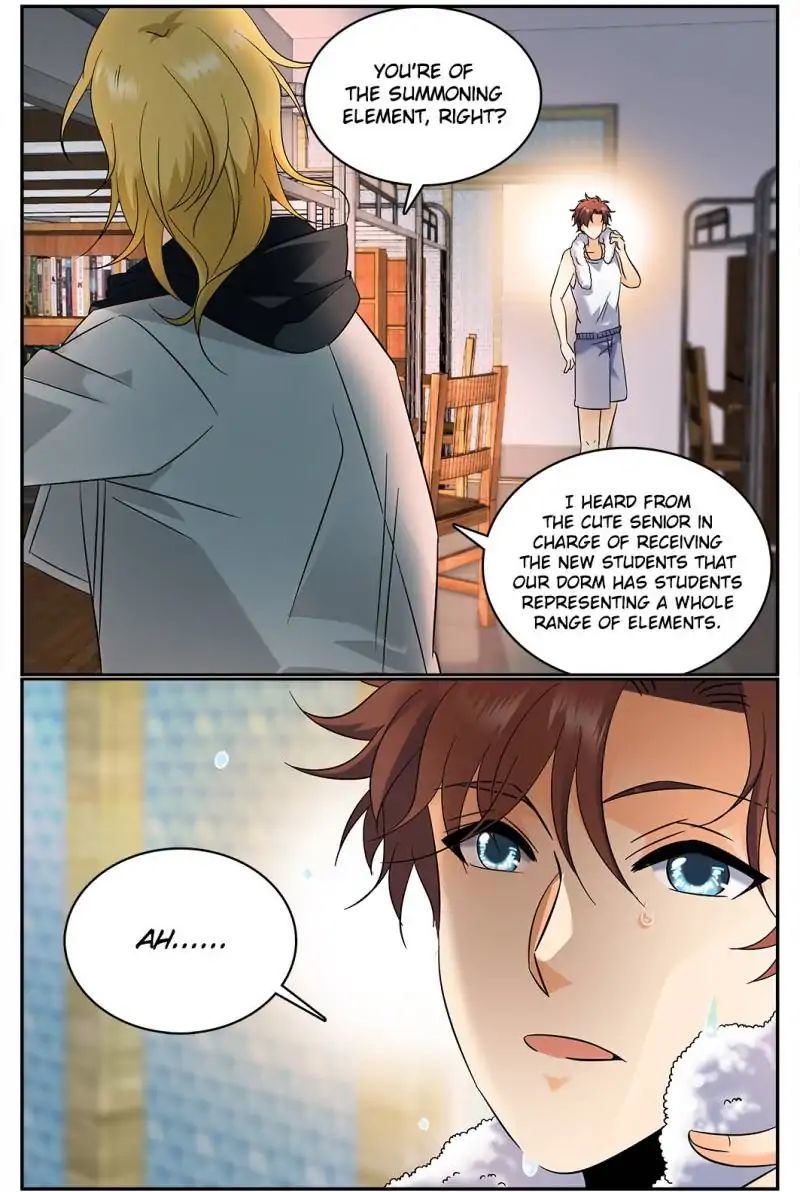 YOU'RE OF
THE SUMMONING
ELEMENT, RIGHT?
I HEARD FROM
THE CUTE SENIOR IN
CHARGE OF RECEIVING
THE NEW STUDENTS THAT
OUR DORM HAS STUDENTS
REPRESENTING A WHOLE
RANGE OF ELEMENTS.
AH......